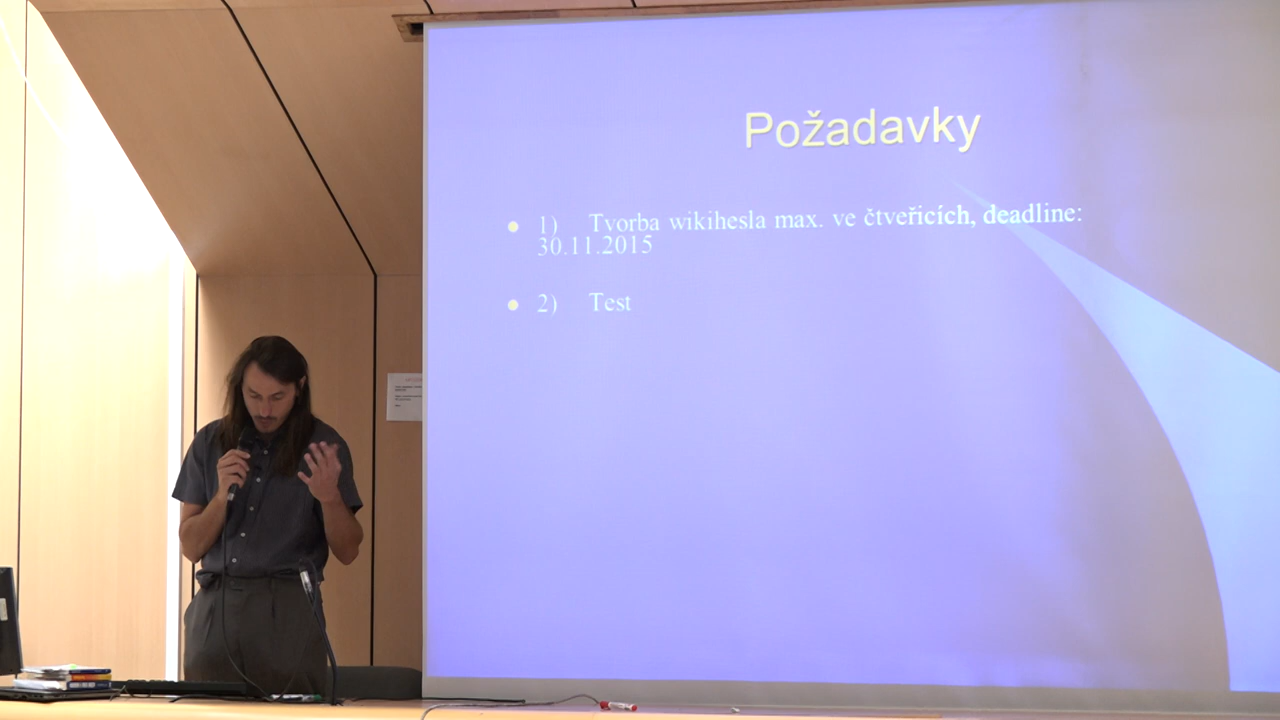 Požadavky
1) Tvorba wikihesla max. ve čtveřicích, deadline:
30.11.2015
2) Test